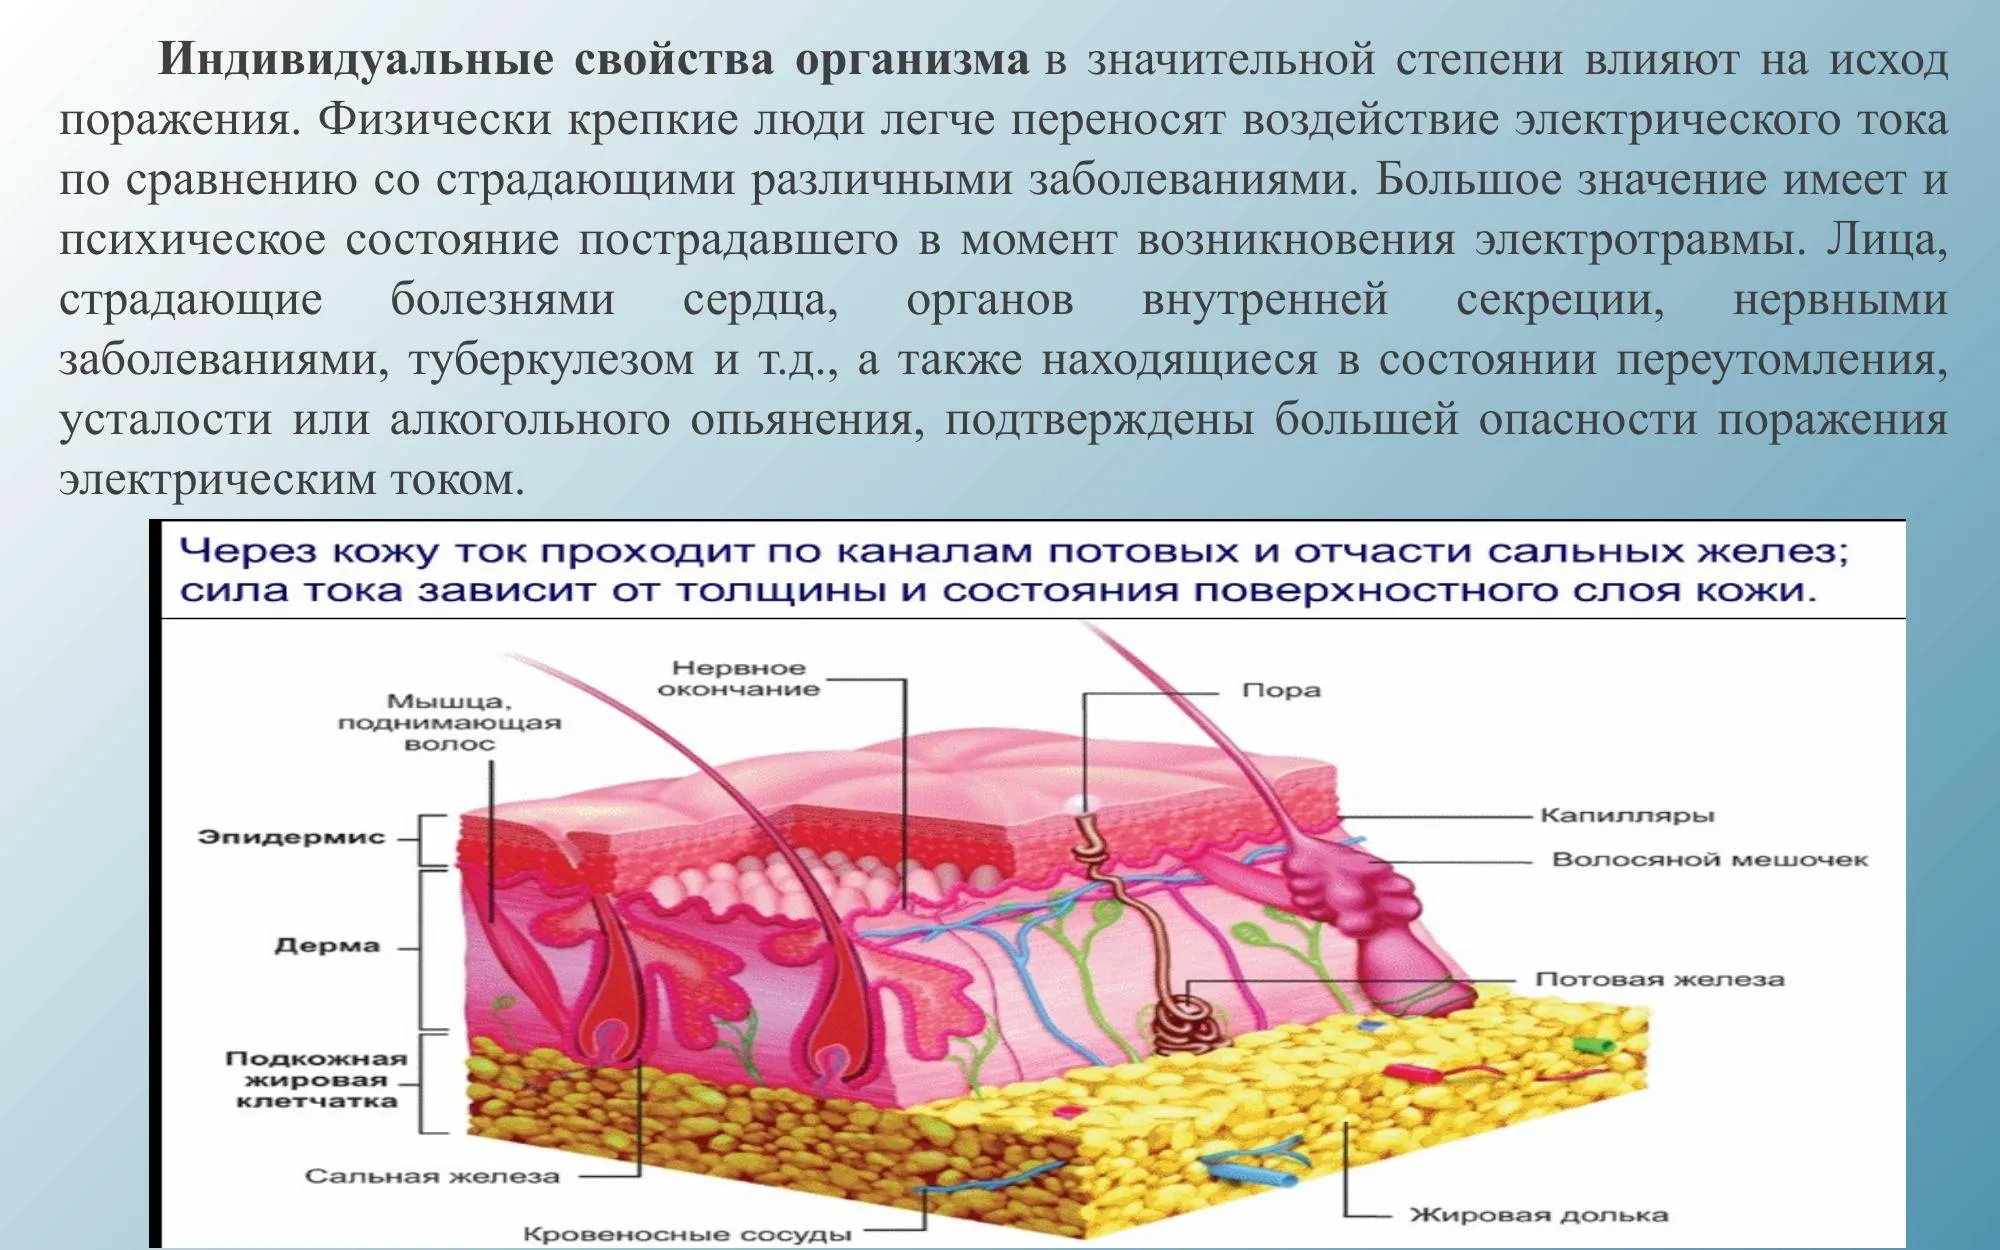 Индивидуальные свойства организма в значительной степени влияют на исход
поражения. Физически крепкие люди легче переносят воздействие электрического тока
по сравнению со страдающими различными заболеваниями. Большое значение имеет и
психическое состояние пострадавшего в момент возникновения электротравмы. Лица,
страдающие болезнями сердца, органов внутренней секреции, нервными
заболеваниями, туберкулезом и т.д., а также находящиеся в состоянии переутомления,
усталости или алкогольного опьянения, подтверждены большей опасности поражения
электрическим током.
Через кожу ток проходит по каналам потовых и отчасти сальных желез;
сила тока зависит от толщины и состояния поверхностного слоя кожи.
Нервное
окончание
Пора
Мышца,
поднимающая
волос
Капилляры
Эпидермис
Волосяной мешочек
Дерма
Потовая железа
Подкожная
жировая
клетчатка
Сальная железа
Жировая долька
Кровеносные сосуды